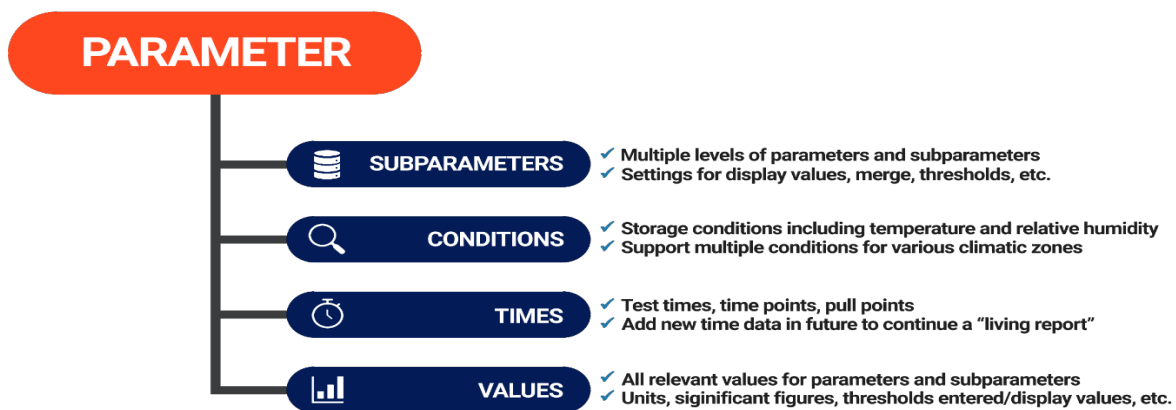 PARAMETER
SUBPARAMETERS
✓ Multiple levels of parameters and subparameters
✓ Settings for display values, merge, thresholds, etc.
CONDITIONS
✓ Storage conditions including temperature and relative humidity
✓ Support multiple conditions for various climatic zones
TIMES
✓ Test times, time points, pull points
✓ Add new time data in future to continue a “living report”
VALUES
✓ All relevant values for parameters and subparameters
✓ Units, siginificant figures, thresholds entered/display values, etc.